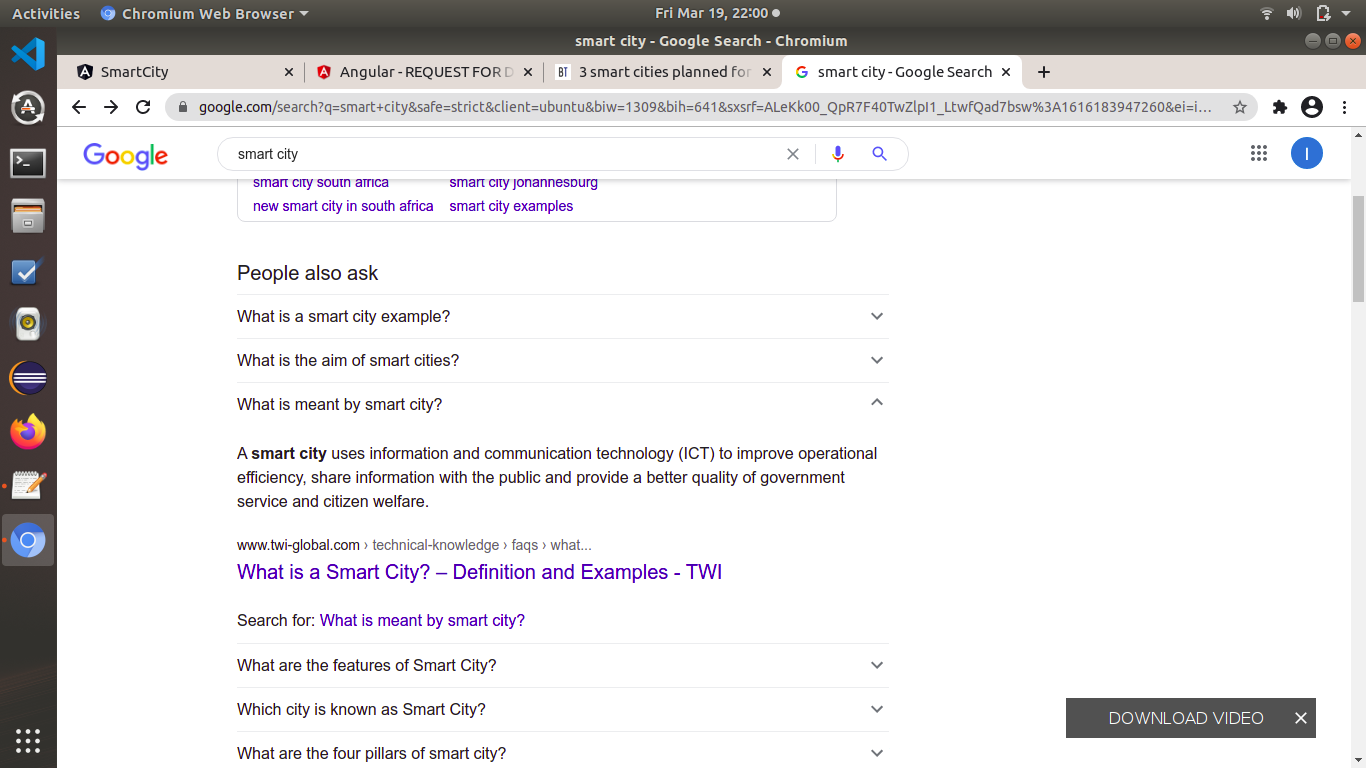 Activities
Chromium Web Browser
Fri Mar 19, 22:00
smart city - Google Search - Chromium
SmartCity
Angular - REQUEST FOR D
BT
3 smart cities planned for
smart city - Google Search
google.com/search?q=smart+city&safe=strict&client=ubuntu&biw=1309&bih=641&sxsrf=ALeKk00_QpR7F40TwZlpI1_LtwfQad7bsw%3A1616183947260&ei=i...
Google
smart city
I
smart city south africa
smart city johannesburg
new smart city in south africa
smart city examples
People also ask
What is a smart city example?
What is the aim of smart cities?
What is meant by smart city?
A smart city uses information and communication technology (ICT) to improve operational
efficiency, share information with the public and provide a better quality of government
service and citizen welfare.
www.twi-global.com › technical-knowledge › faqs › what...
What is a Smart City? – Definition and Examples - TWI
Search for: What is meant by smart city?
What are the features of Smart City?
Which city is known as Smart City?
What are the four pillars of smart city?
DOWNLOAD VIDEO